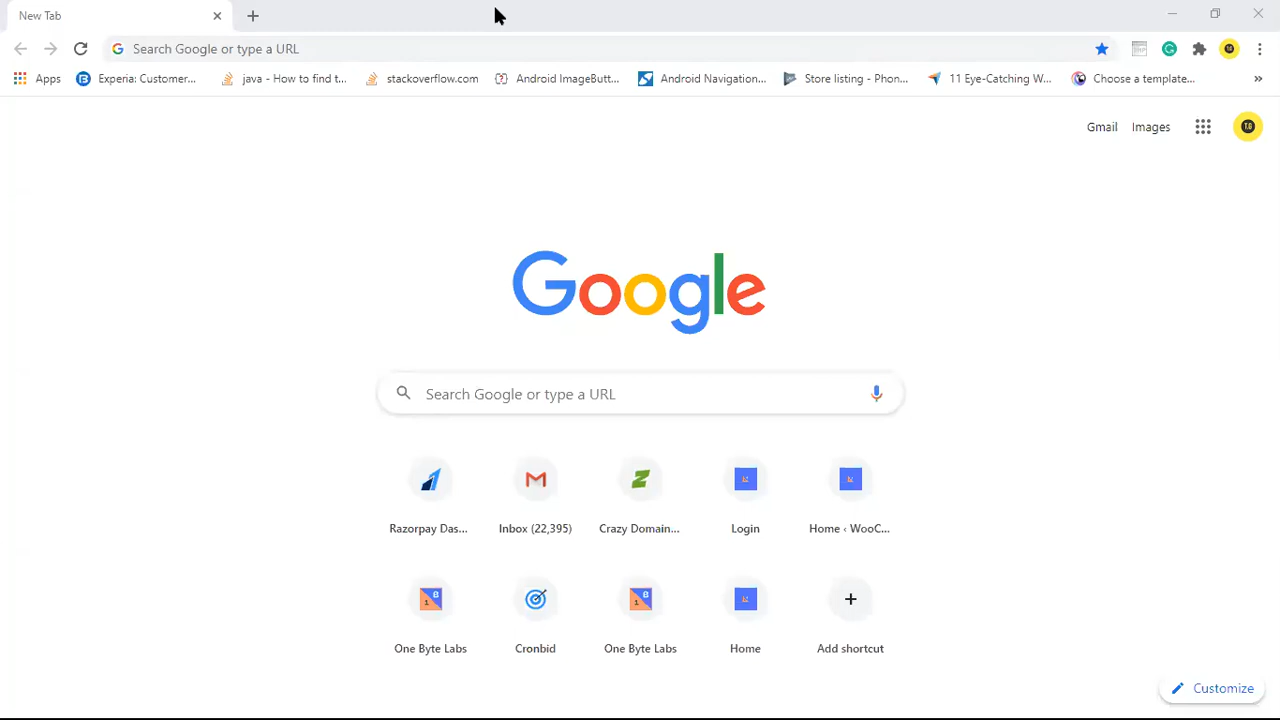 New Tab
Search Google or type a URL
Apps Experia: Customer... java - How to find t... stackoverflow.com Android ImageButt... Android Navigation... Store listing - Phon... 11 Eye-Catching W... Choose a template... »
Gmail Images
Google
Search Google or type a URL
Razorpay Das... Inbox (22,395) Crazy Domain... Login Home ‹ WooC...
One Byte Labs Cronbid One Byte Labs Home Add shortcut
Customize